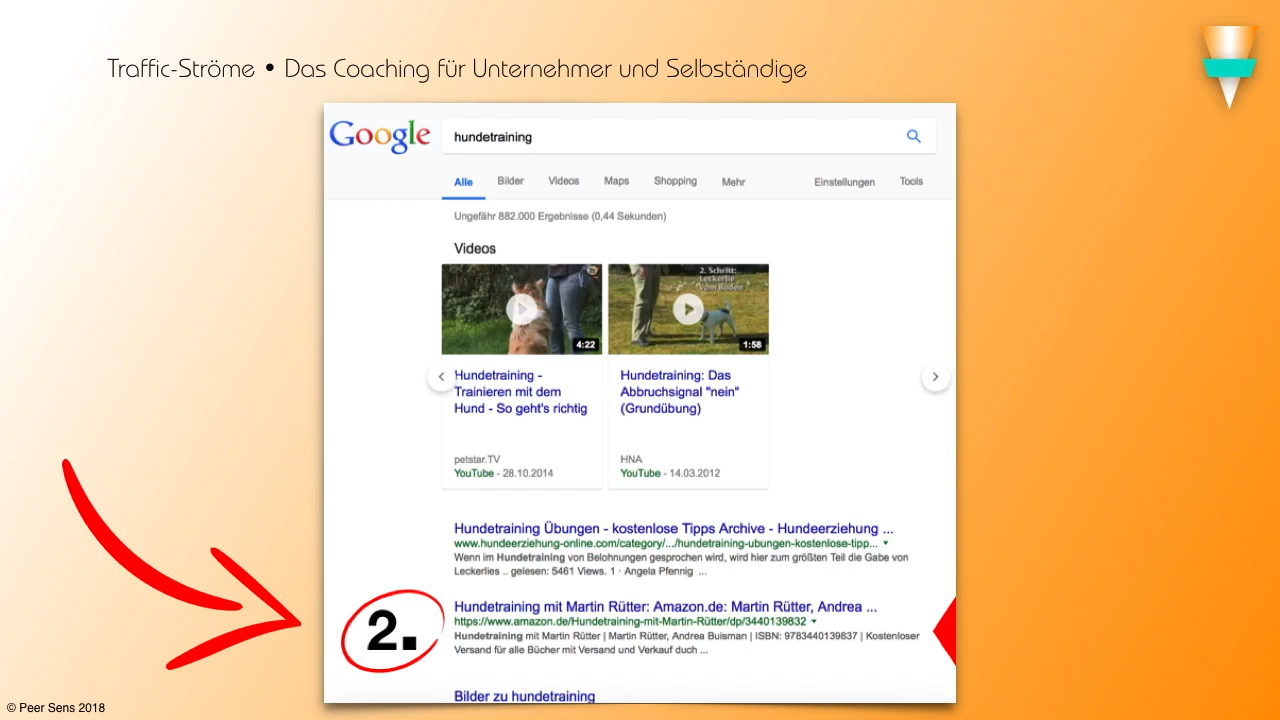 Traffic-Ströme • Das Coaching für Unternehmer und Selbständige
Google
hundetraining
Alle Bilder Videos Maps Shopping Mehr Einstellungen Tools
Ungefähr 882.000 Ergebnisse (0,44 Sekunden)
Videos
2. Schritt:
Leckerlie
vom Boden
4:22
1:58
Hundetraining -
Trainieren mit dem
Hund - So geht's richtig
petstar.TV
YouTube - 28.10.2014
Hundetraining: Das
Abbruchsignal "nein"
(Grundübung)
HNA
YouTube - 14.03.2012
Hundetraining Übungen - kostenlose Tipps Archive - Hundeerziehung ...
www.hundeerziehung-online.com/category/.../hundetraining-ubungen-kostenlose-tipp...
Wenn im Hundetraining von Belohnungen gesprochen wird, wird hier zum größten Teil die Gabe von
Leckerlies .. gelesen: 5461 Views. 1 · Angela Pfennig ...
2.
Hundetraining mit Martin Rütter: Amazon.de: Martin Rütter, Andrea ...
https://www.amazon.de/Hundetraining-mit-Martin-Rütter/dp/3440139832
Hundetraining mit Martin Rütter | Martin Rütter, Andrea Buisman | ISBN: 9783440139837 | Kostenloser
Versand für alle Bücher mit Versand und Verkauf duch ...
Bilder zu hundetraining
© Peer Sens 2018